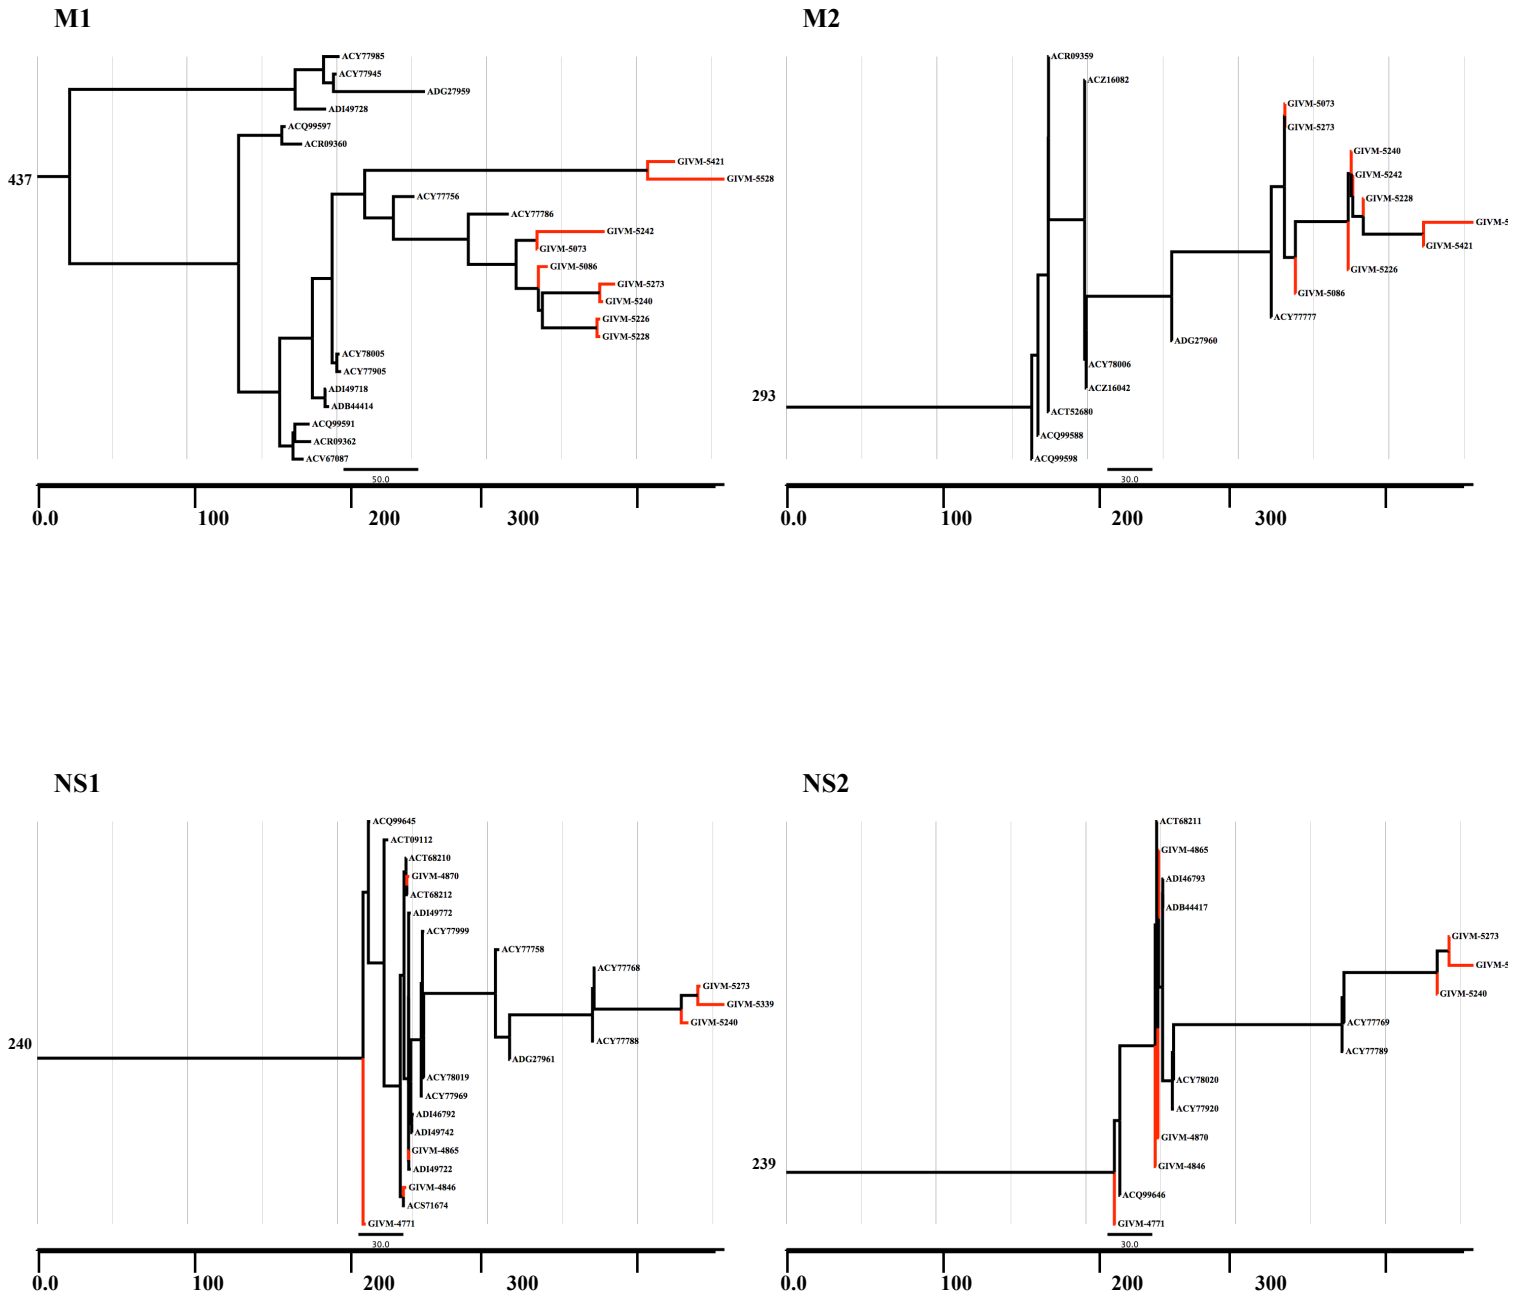 M1
ACY77985
ACY77945
ADG27959
ADI49728
ACQ99597
ACR09360
GIVM-5421
437
GIVM-5528
ACY77756
ACY77786
GIVM-5242
GIVM-5073
GIVM-5086
GIVM-5273
GIVM-5240
GIVM-5226
GIVM-5228
ACY78005
ACY77905
ADI49718
ADB44414
ACQ99591
ACR09362
ACV67087
50.0
0.0 100 200 300
M2
ACR09359
ACZ16082
GIVM-5073
GIVM-5273
GIVM-5240
GIVM-5242
GIVM-5228
GIVM-5
GIVM-5421
GIVM-5226
GIVM-5086
ACY77777
ADG27960
ACY78006
ACZ16042
293
ACT52680
ACQ99588
ACQ99598
30.0
0.0 100 200 300
NS1
ACQ99645
ACT09112
ACT68210
GIVM-4870
ACT68212
ADI49772
ACY77999
ACY77758
ACY77768
GIVM-5273
GIVM-5339
GIVM-5240
240
ACY77788
ADG27961
ACY78019
ACY77969
ADI46792
ADI49742
GIVM-4865
ADI49722
GIVM-4846
ACS71674
GIVM-4771
30.0
0.0 100 200 300
NS2
ACT68211
GIVM-4865
ADI46793
ADB44417
GIVM-5273
GIVM-5
GIVM-5240
ACY77769
ACY77789
ACY78020
ACY77920
GIVM-4870
239
GIVM-4846
ACQ99646
GIVM-4771
30.0
0.0 100 200 300